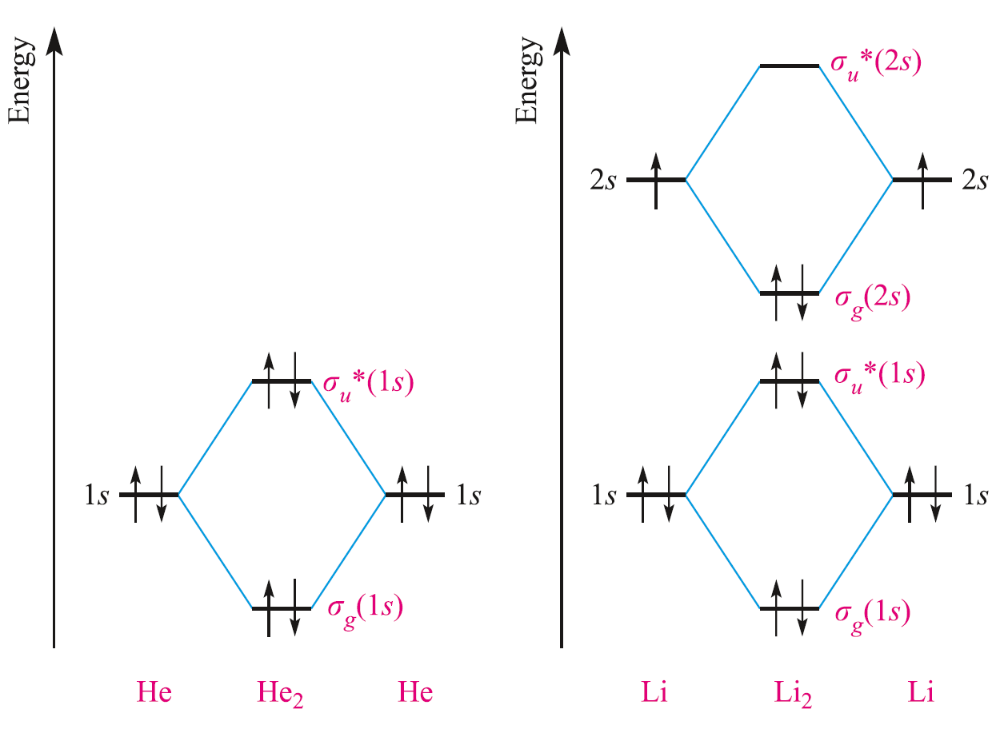 Energy
σu*(1s)
1s
1s
σg(1s)
He
He2
He
Energy
σu*(2s)
2s
2s
σg(2s)
σu*(1s)
1s
1s
σg(1s)
Li
Li2
Li